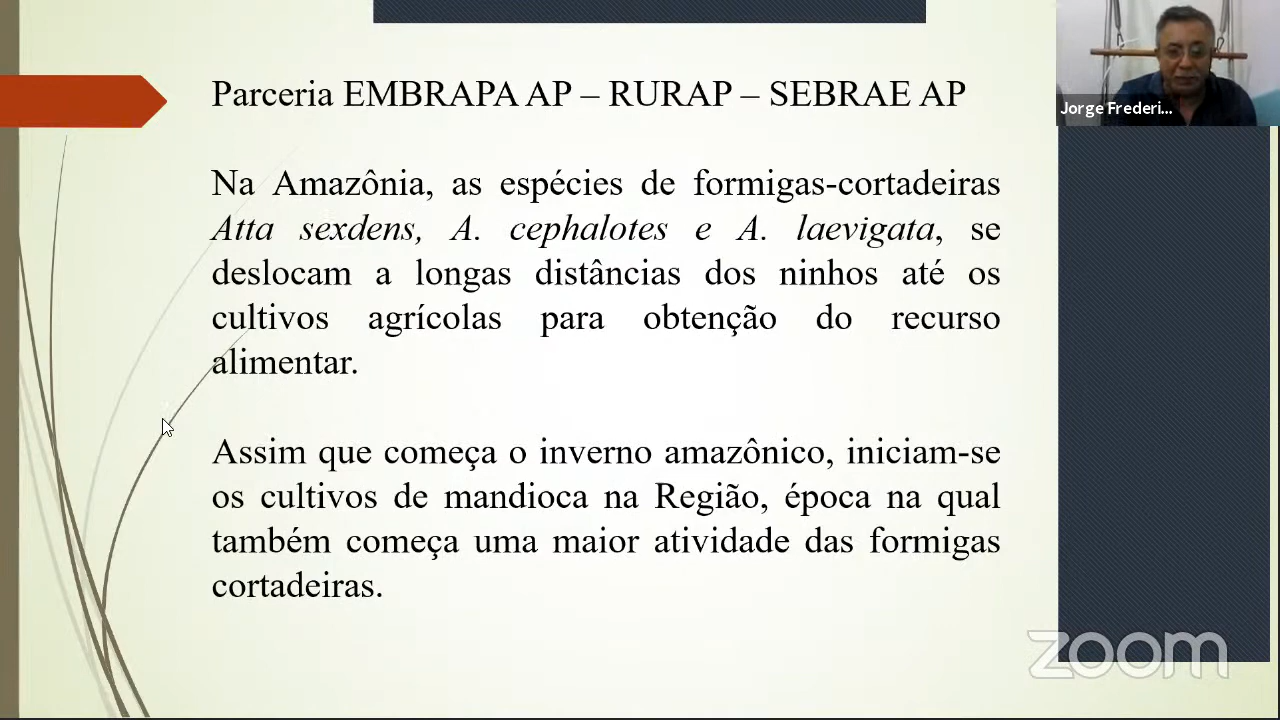 Parceria EMBRAPA AP – RURAP – SEBRAE AP
Na Amazônia, as espécies de formigas-cortadeiras
Atta sexdens, A. cephalotes e A. laevigata, se
deslocam a longas distâncias dos ninhos até os
cultivos agrícolas para obtenção do recurso
alimentar.
Assim que começa o inverno amazônico, iniciam-se
os cultivos de mandioca na Região, época na qual
também começa uma maior atividade das formigas
cortadeiras.
Jorge Frederi...
zoom